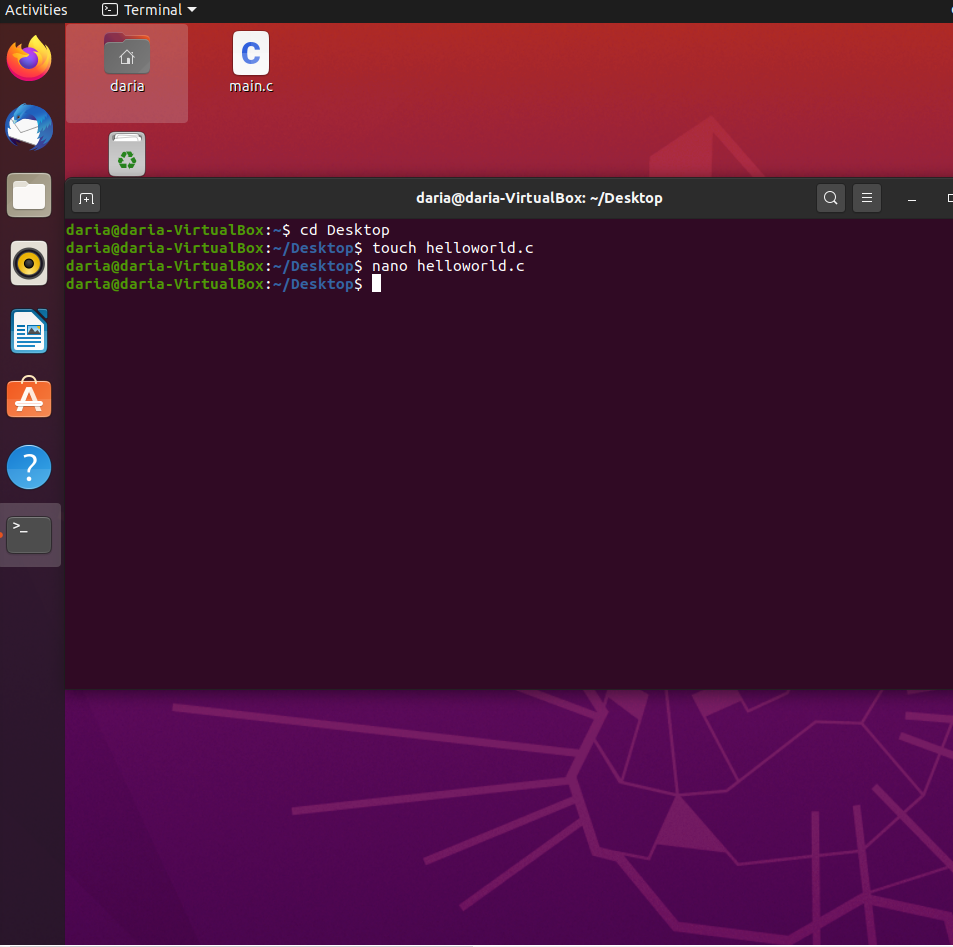 Activities Terminal
daria
main.c
daria@daria-VirtualBox: ~/Desktop
daria@daria-VirtualBox:~$ cd Desktop
daria@daria-VirtualBox:~/Desktop$ touch helloworld.c
daria@daria-VirtualBox:~/Desktop$ nano helloworld.c
daria@daria-VirtualBox:~/Desktop$